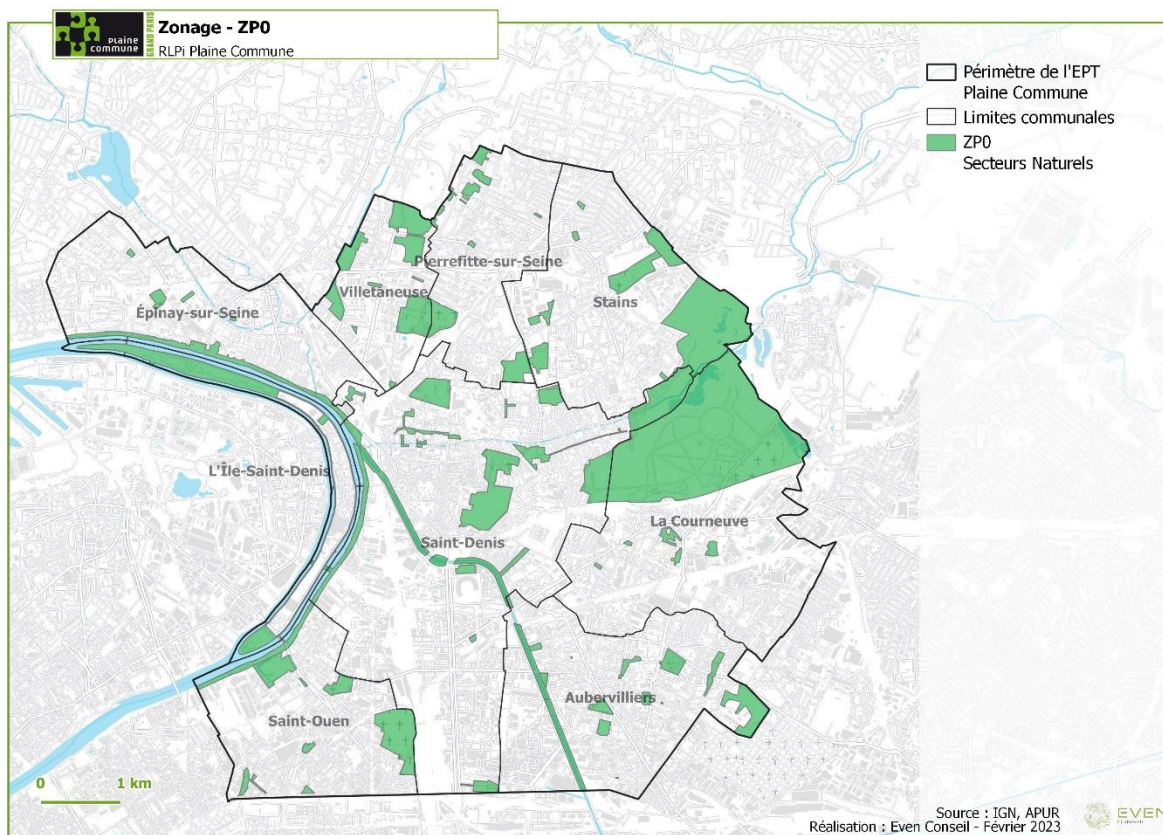 plaine
commune
GRAND PARIS
Zonage - ZP0
RLPi Plaine Commune
Périmètre de l'EPT
Plaine Commune
Limites communales
ZP0
Secteurs Naturels
Pierrefitte-sur-Seine
Villetaneuse
Stains
Épinay-sur-Seine
L'Île-Saint-Denis
La Courneuve
Saint-Denis
Aubervilliers
Saint-Ouen
0 1 km
Source : IGN, APUR
Réalisation : Even Conseil - Février 2023
EVEN